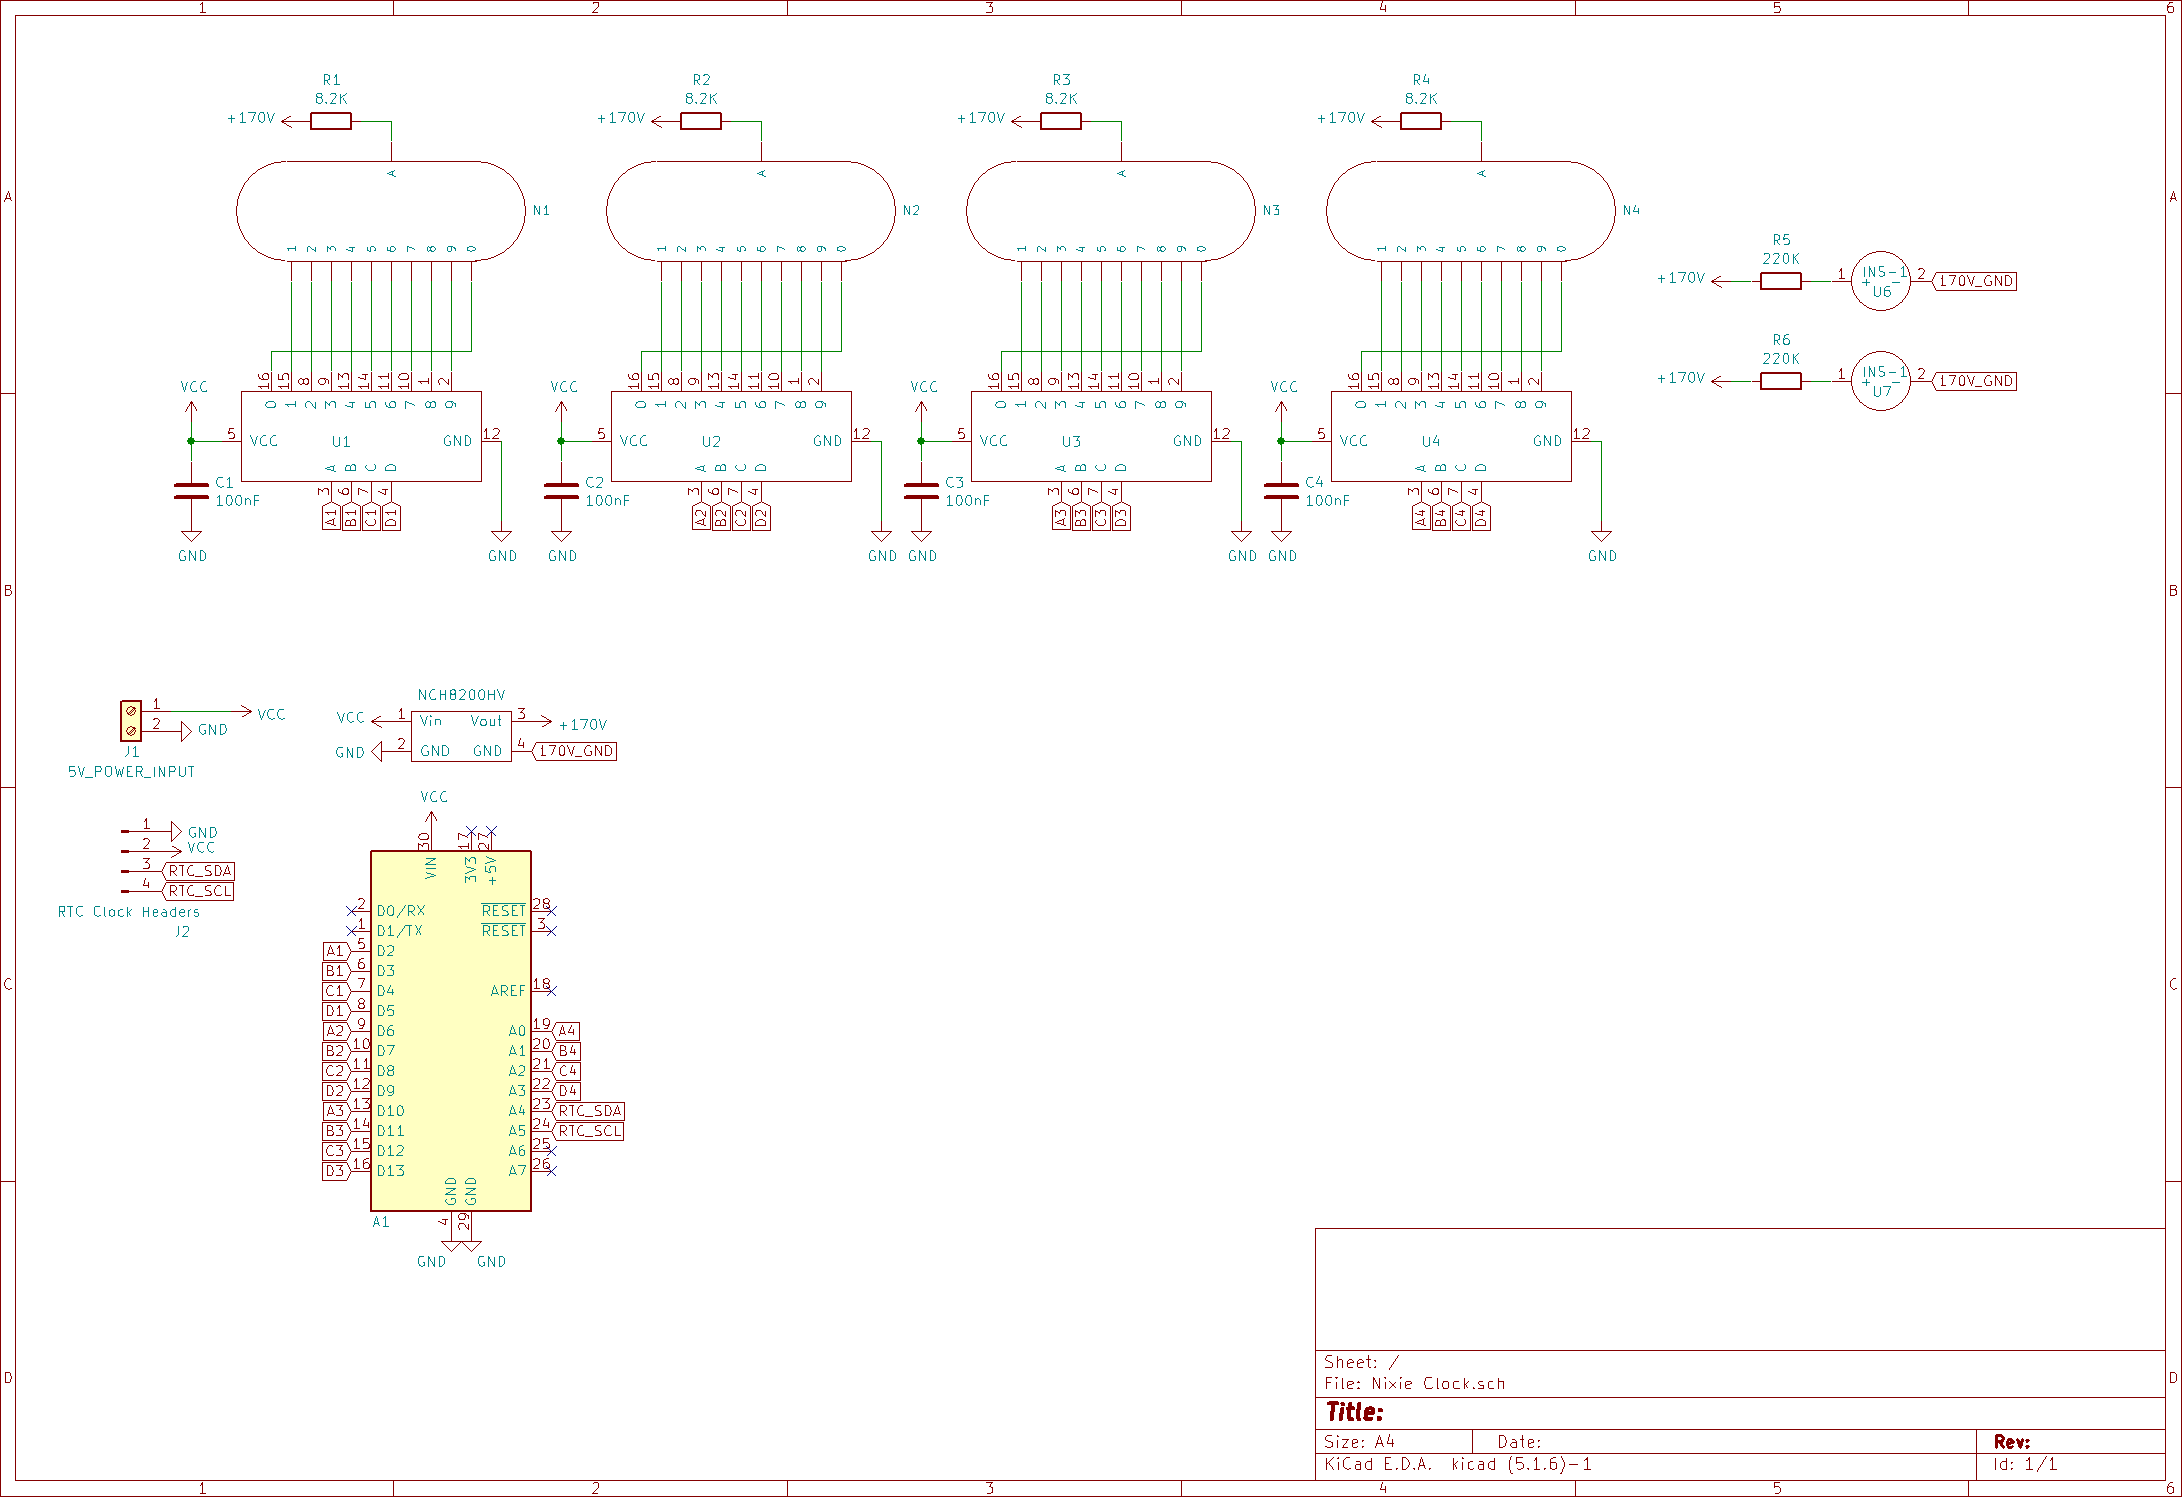 1 2 3 4 5 6
A A
B B
C C
D D
R1
8.2K
+170V
A
N1
1 2 3 4 5 6 7 8 9 0
16 15 8 9 13 14 11 10 1 2
0 1 2 3 4 5 6 7 8 9
VCC
5 VCC U1 GND 12
A B C D
3 6 7 4
A1 B1 C1 D1
C1
100nF
GND GND
R2
8.2K
+170V
A
N2
1 2 3 4 5 6 7 8 9 0
16 15 8 9 13 14 11 10 1 2
0 1 2 3 4 5 6 7 8 9
VCC
5 VCC U2 GND 12
A B C D
3 6 7 4
A2 B2 C2 D2
C2
100nF
GND GND
R3
8.2K
+170V
A
N3
1 2 3 4 5 6 7 8 9 0
16 15 8 9 13 14 11 10 1 2
0 1 2 3 4 5 6 7 8 9
VCC
5 VCC U3 GND 12
A B C D
3 6 7 4
A3 B3 C3 D3
C3
100nF
GND GND
R4
8.2K
+170V
A
N4
1 2 3 4 5 6 7 8 9 0
16 15 8 9 13 14 11 10 1 2
0 1 2 3 4 5 6 7 8 9
VCC
5 VCC U4 GND 12
A B C D
3 6 7 4
A4 B4 C4 D4
C4
100nF
GND GND
R5
220K
+170V 1 INS-1 2 170V_GND
+ -
U6
R6
220K
+170V 1 INS-1 2 170V_GND
+ -
U7
1 VCC
2 GND
J1
5V_POWER_INPUT
NCH8200HV
VCC 1 Vin Vout 3 +170V
GND 2 GND GND 4 170V_GND
1 GND
2 VCC
3 RTC_SDA
4 RTC_SCL
RTC Clock Headers
J2
VCC
30 17 27
VIN 3V3 +5V
2 D0/RX RESET 28
1 D1/TX RESET 3
A1 5 D2
B1 6 D3
C1 7 D4 AREF 18
D1 8 D5
A2 9 D6 A0 19 A4
B2 10 D7 A1 20 B4
C2 11 D8 A2 21 C4
D2 12 D9 A3 22 D4
A3 13 D10 A4 23 RTC_SDA
B3 14 D11 A5 24 RTC_SCL
C3 15 D12 A6 25
D3 16 D13 A7 26
GND GND
A1 4 29
GND GND
Sheet: /
File: Nixie Clock.sch
Title:
Size: A4 Date: Rev:
KiCad E.D.A. kicad (5.1.6)-1 Id: 1/1
1 2 3 4 5 6